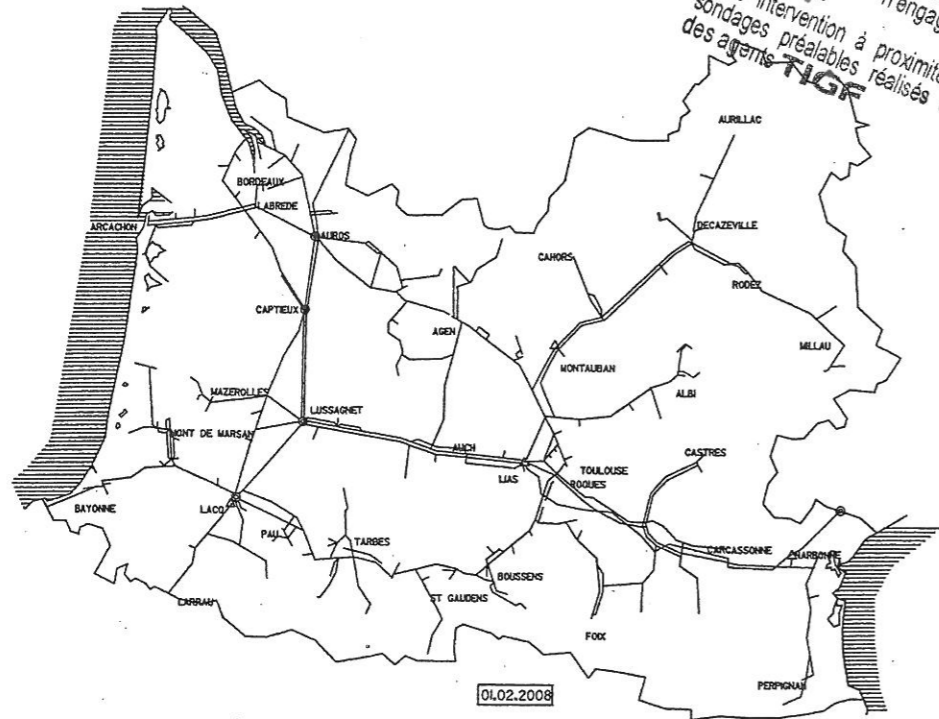 n'engag
intervention à proximité
sondages préalables réalisés
des agents TIGF
AURILLAC
BORDEAUX
LABREDE
ARCACHON
AUROS
DECAZEVILLE
CAHORS
RODEZ
CAPTIEUX
AGEN
MILLAU
MONTAUBAN
MAZEROLLES
ALBI
LUSSAGNET
MONT DE MARSAN
AUCH
CASTRES
LIAS
TOULOUSE
ROQUES
BAYONNE
LACQ
PAU
TARBES
CARCASSONNE
NARBONNE
BOUSSENS
ST GAUDENS
LARRAU
FOIX
PERPIGNAN
01.02.2008